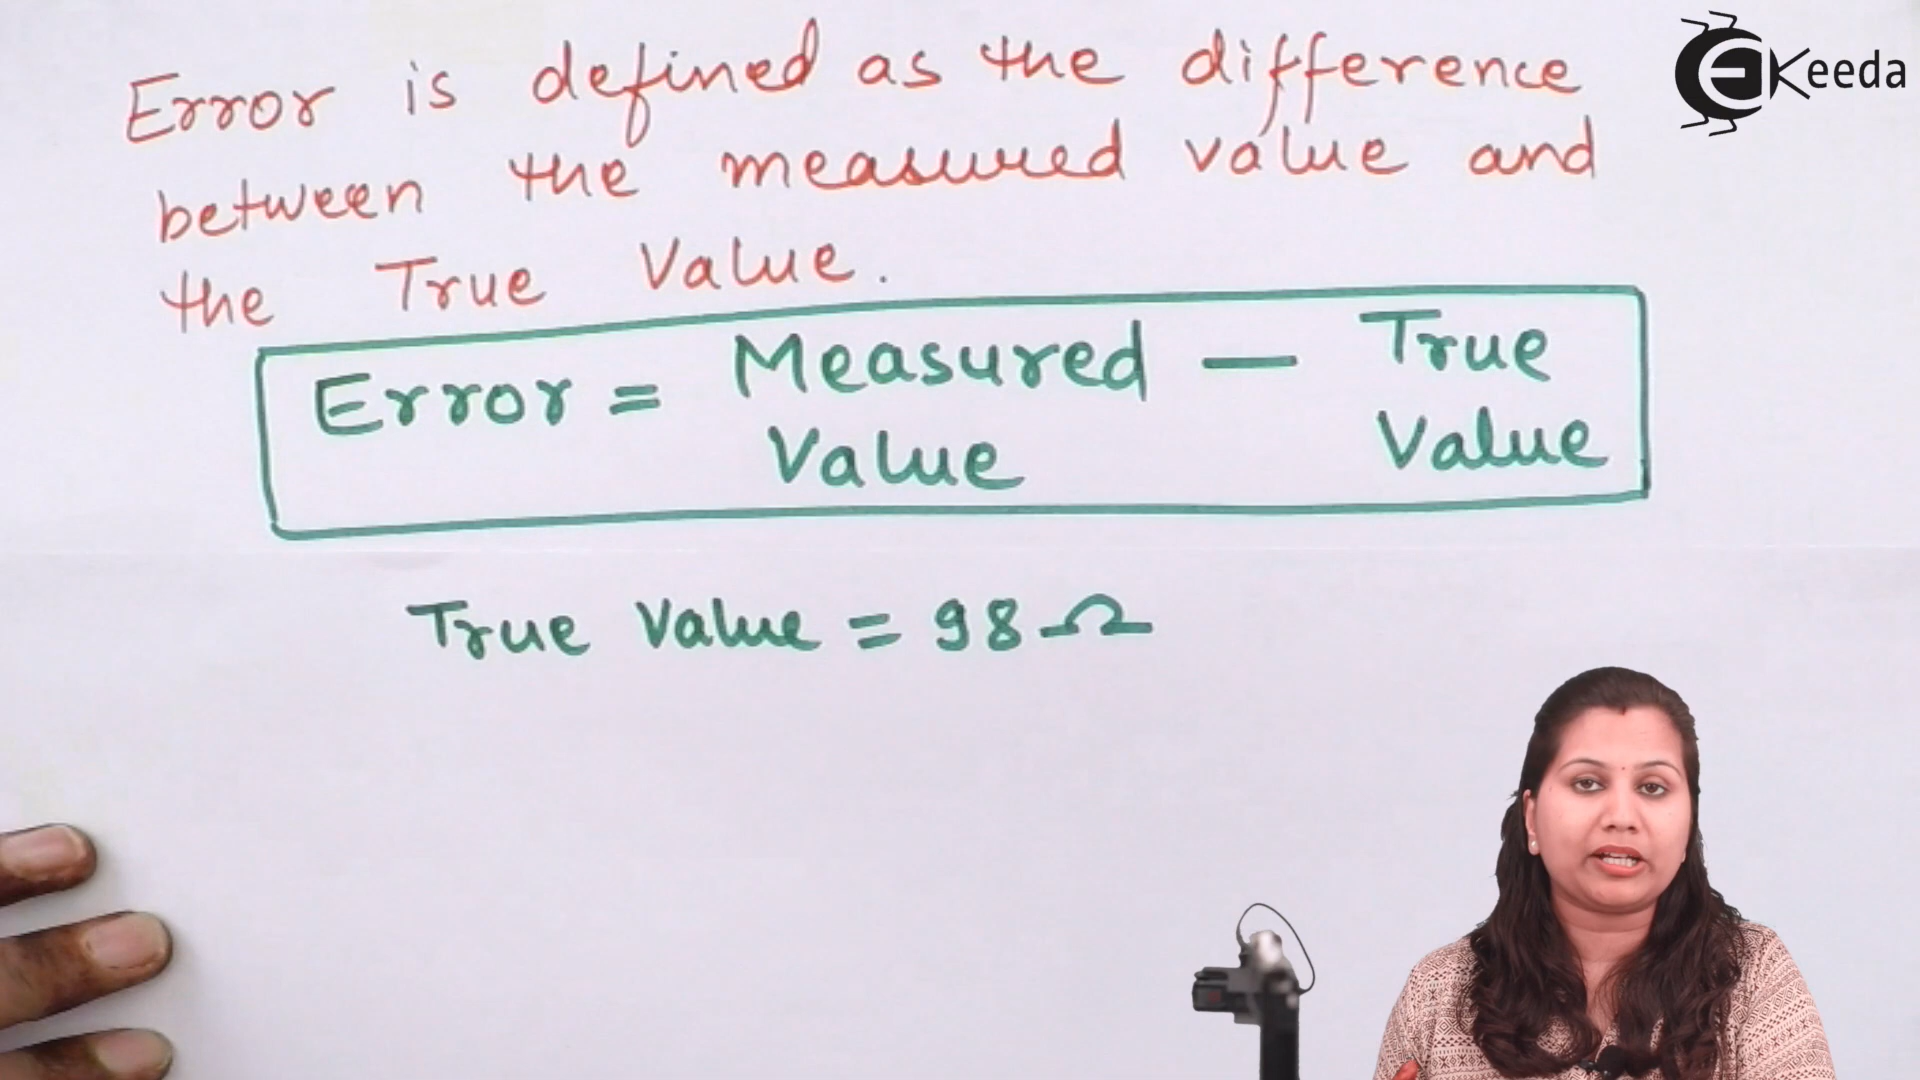 Error is defined as the difference
between the measured value and
the True Value.
Error = Measured Value — True Value
True Value = 98 Ω
EKeeda